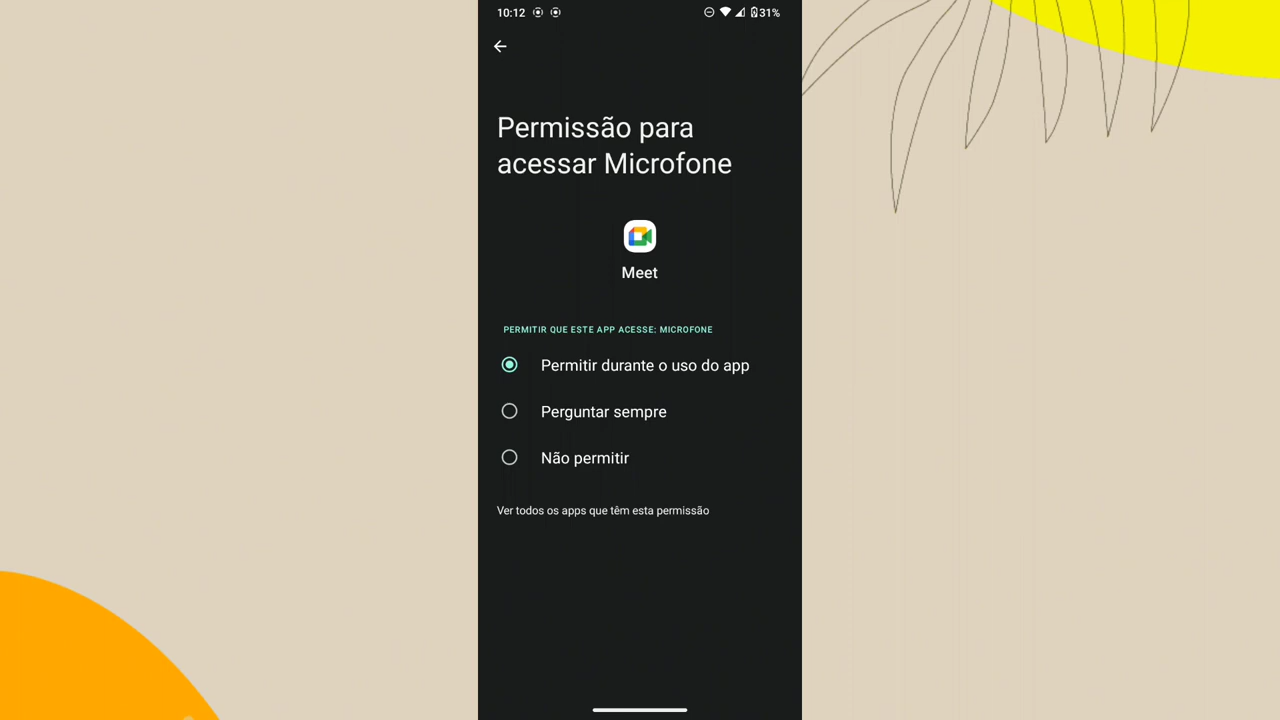 10:12 31%
Permissão para
acessar Microfone
Meet
PERMITIR QUE ESTE APP ACESSE: MICROFONE
Permitir durante o uso do app
Perguntar sempre
Não permitir
Ver todos os apps que têm esta permissão